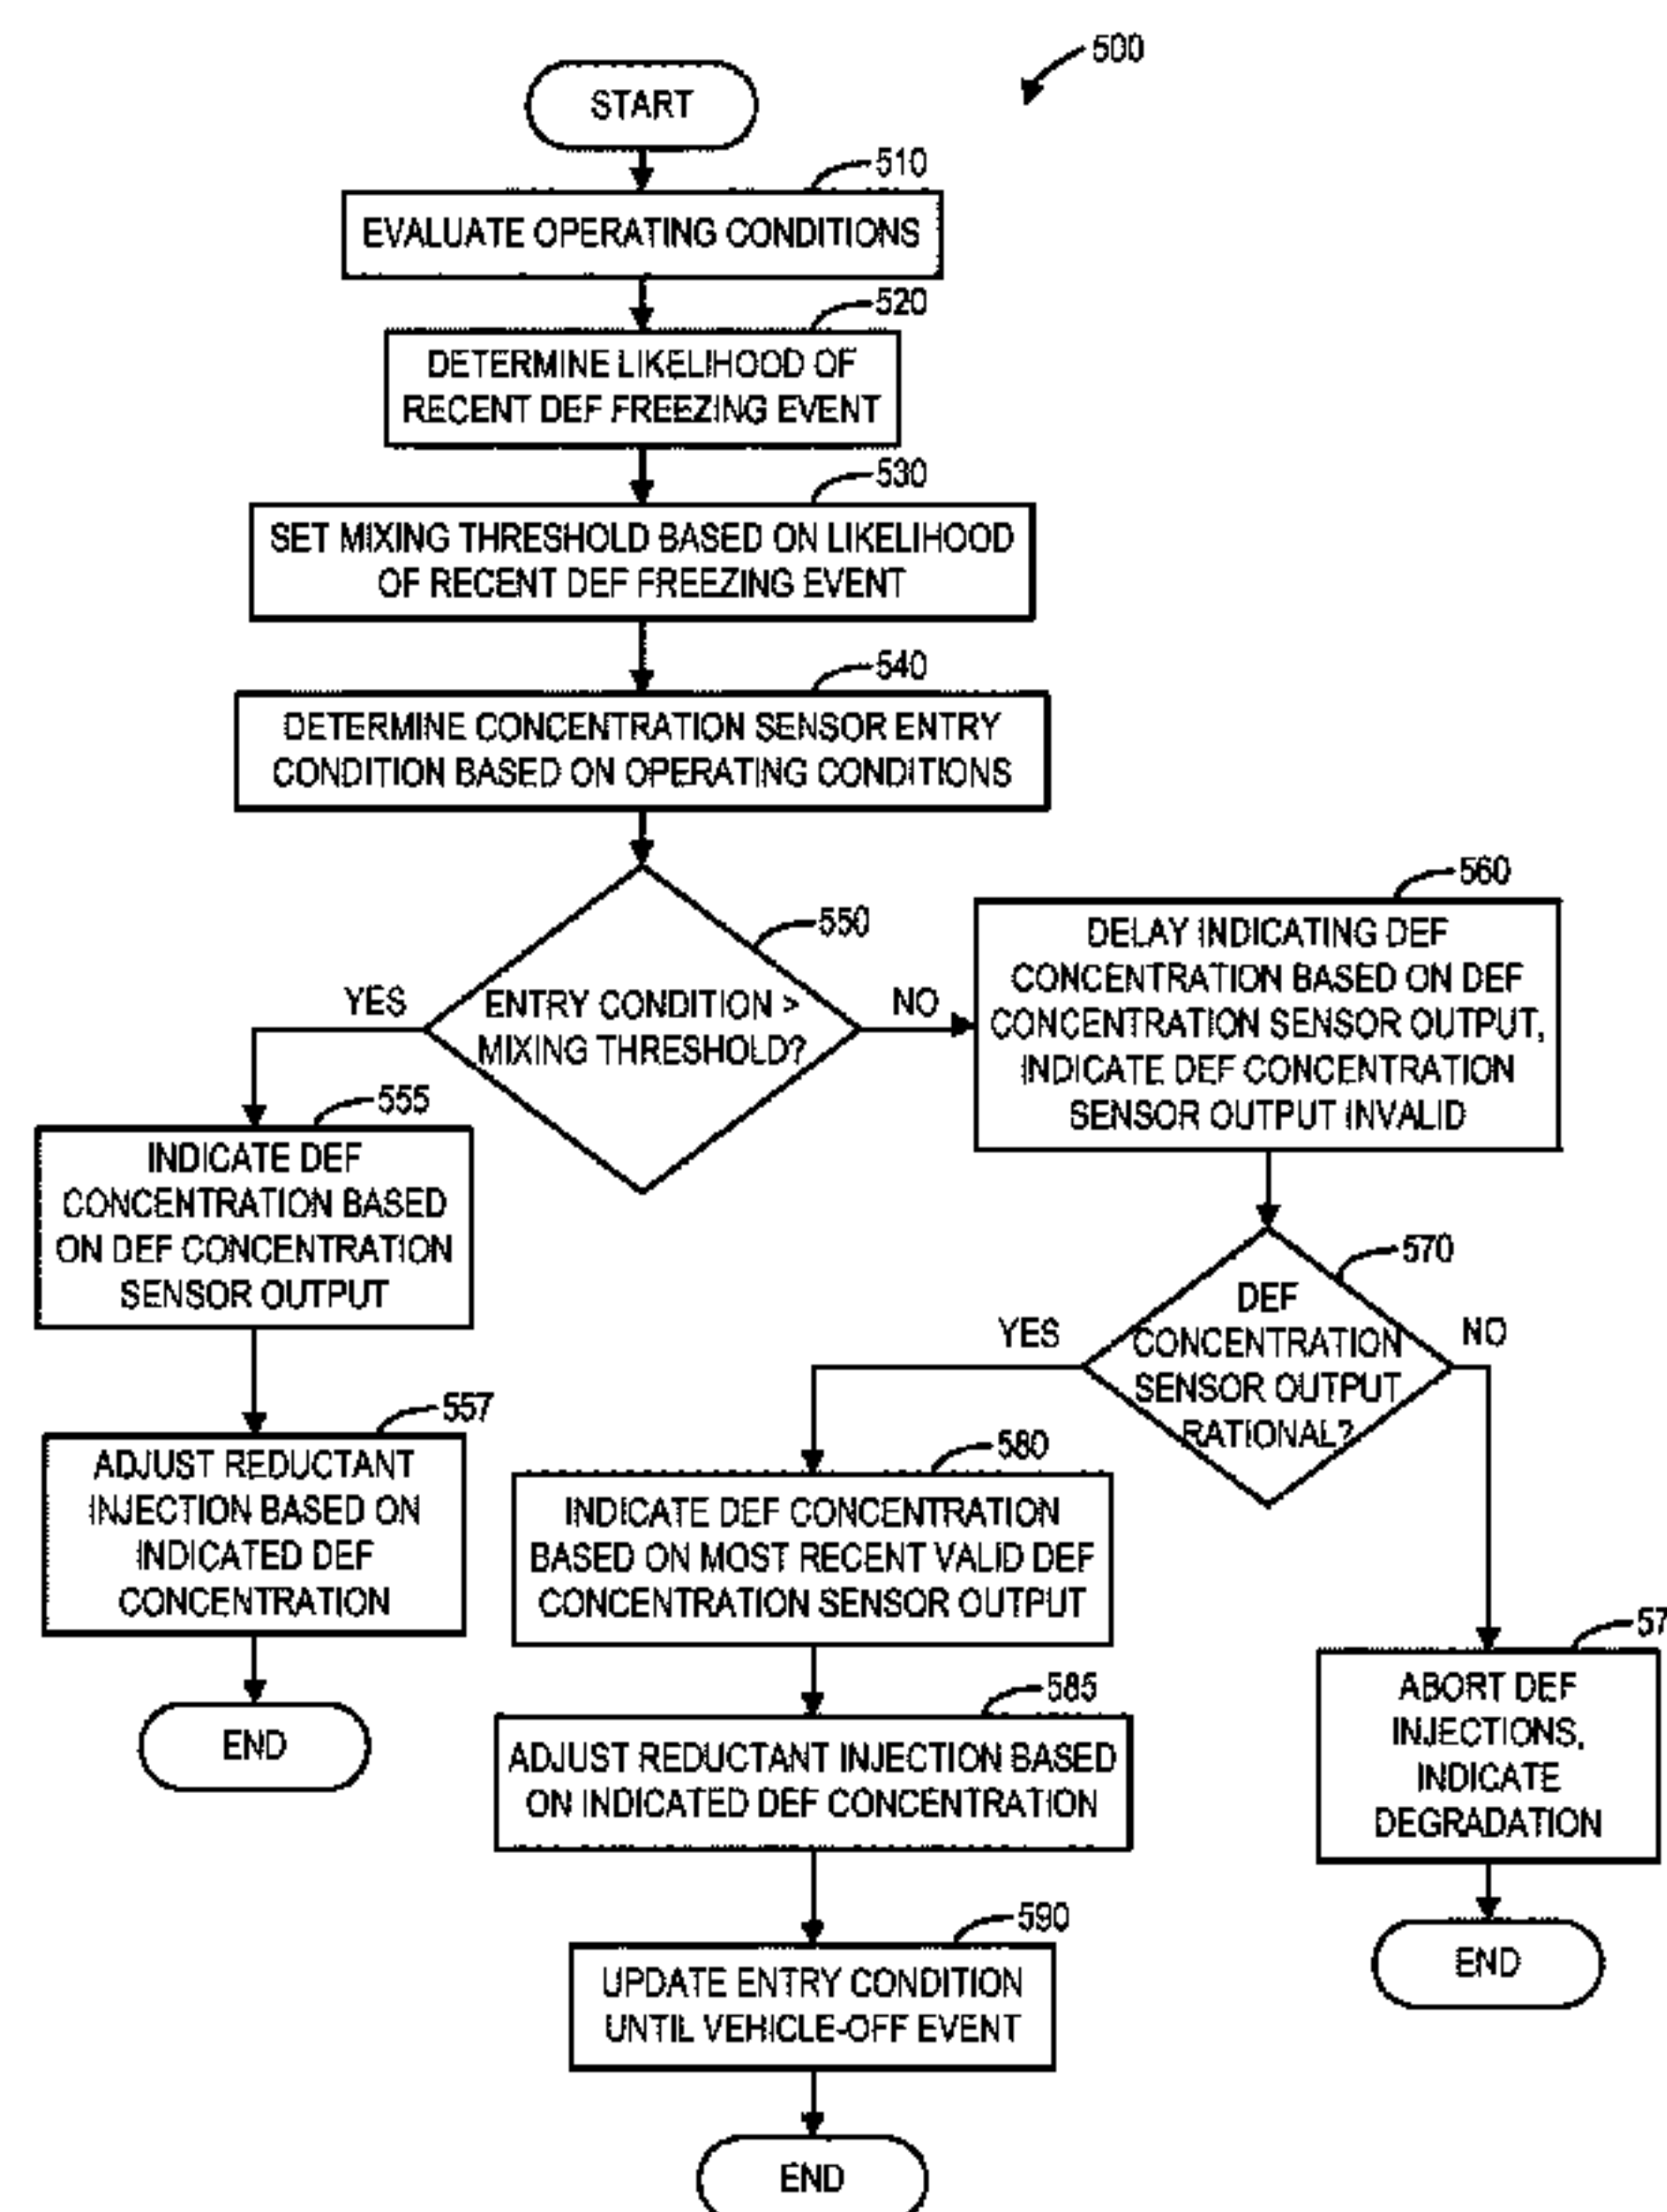 500
START
510
EVALUATE OPERATING CONDITIONS
520
DETERMINE LIKELIHOOD OF
RECENT DEF FREEZING EVENT
530
SET MIXING THRESHOLD BASED ON LIKELIHOOD
OF RECENT DEF FREEZING EVENT
540
DETERMINE CONCENTRATION SENSOR ENTRY
CONDITION BASED ON OPERATING CONDITIONS
550
ENTRY CONDITION >
MIXING THRESHOLD?
YES
NO
555
INDICATE DEF
CONCENTRATION BASED
ON DEF CONCENTRATION
SENSOR OUTPUT
557
ADJUST REDUCTANT
INJECTION BASED ON
INDICATED DEF
CONCENTRATION
END
560
DELAY INDICATING DEF
CONCENTRATION BASED ON DEF
CONCENTRATION SENSOR OUTPUT,
INDICATE DEF CONCENTRATION
SENSOR OUTPUT INVALID
570
DEF
CONCENTRATION
SENSOR OUTPUT
RATIONAL?
YES
NO
580
INDICATE DEF CONCENTRATION
BASED ON MOST RECENT VALID DEF
CONCENTRATION SENSOR OUTPUT
585
ADJUST REDUCTANT INJECTION BASED
ON INDICATED DEF CONCENTRATION
590
UPDATE ENTRY CONDITION
UNTIL VEHICLE-OFF EVENT
END
ABORT DEF
INJECTIONS,
INDICATE
DEGRADATION
END